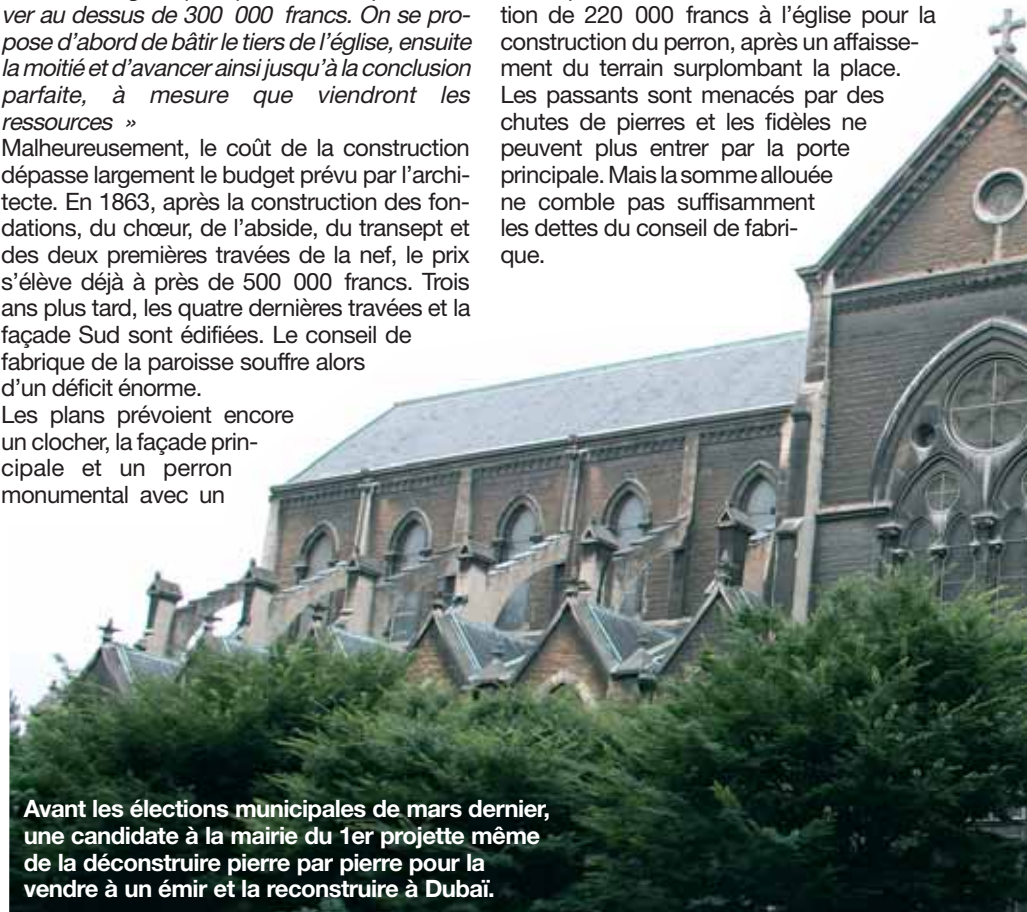 ver au dessus de 300 000 francs. On se pro-
pose d'abord de bâtir le tiers de l'église, ensuite
la moitié et d'avancer ainsi jusqu'à la conclusion
parfaite, à mesure que viendront les
ressources »
Malheureusement, le coût de la construction
dépasse largement le budget prévu par l'archi-
tecte. En 1863, après la construction des fon-
dations, du chœur, de l'abside, du transept et
des deux premières travées de la nef, le prix
s'élève déjà à près de 500 000 francs. Trois
ans plus tard, les quatre dernières travées et la
façade Sud sont édifiées. Le conseil de
fabrique de la paroisse souffre alors
d'un déficit énorme.
Les plans prévoient encore
un clocher, la façade prin-
cipale et un perron
monumental avec un
tion de 220 000 francs à l'église pour la
construction du perron, après un affaisse-
ment du terrain surplombant la place.
Les passants sont menacés par des
chutes de pierres et les fidèles ne
peuvent plus entrer par la porte
principale. Mais la somme allouée
ne comble pas suffisamment
les dettes du conseil de fabri-
que.
Avant les élections municipales de mars dernier,
une candidate à la mairie du 1er projette même
de la déconstruire pierre par pierre pour la
vendre à un émir et la reconstruire à Dubaï.